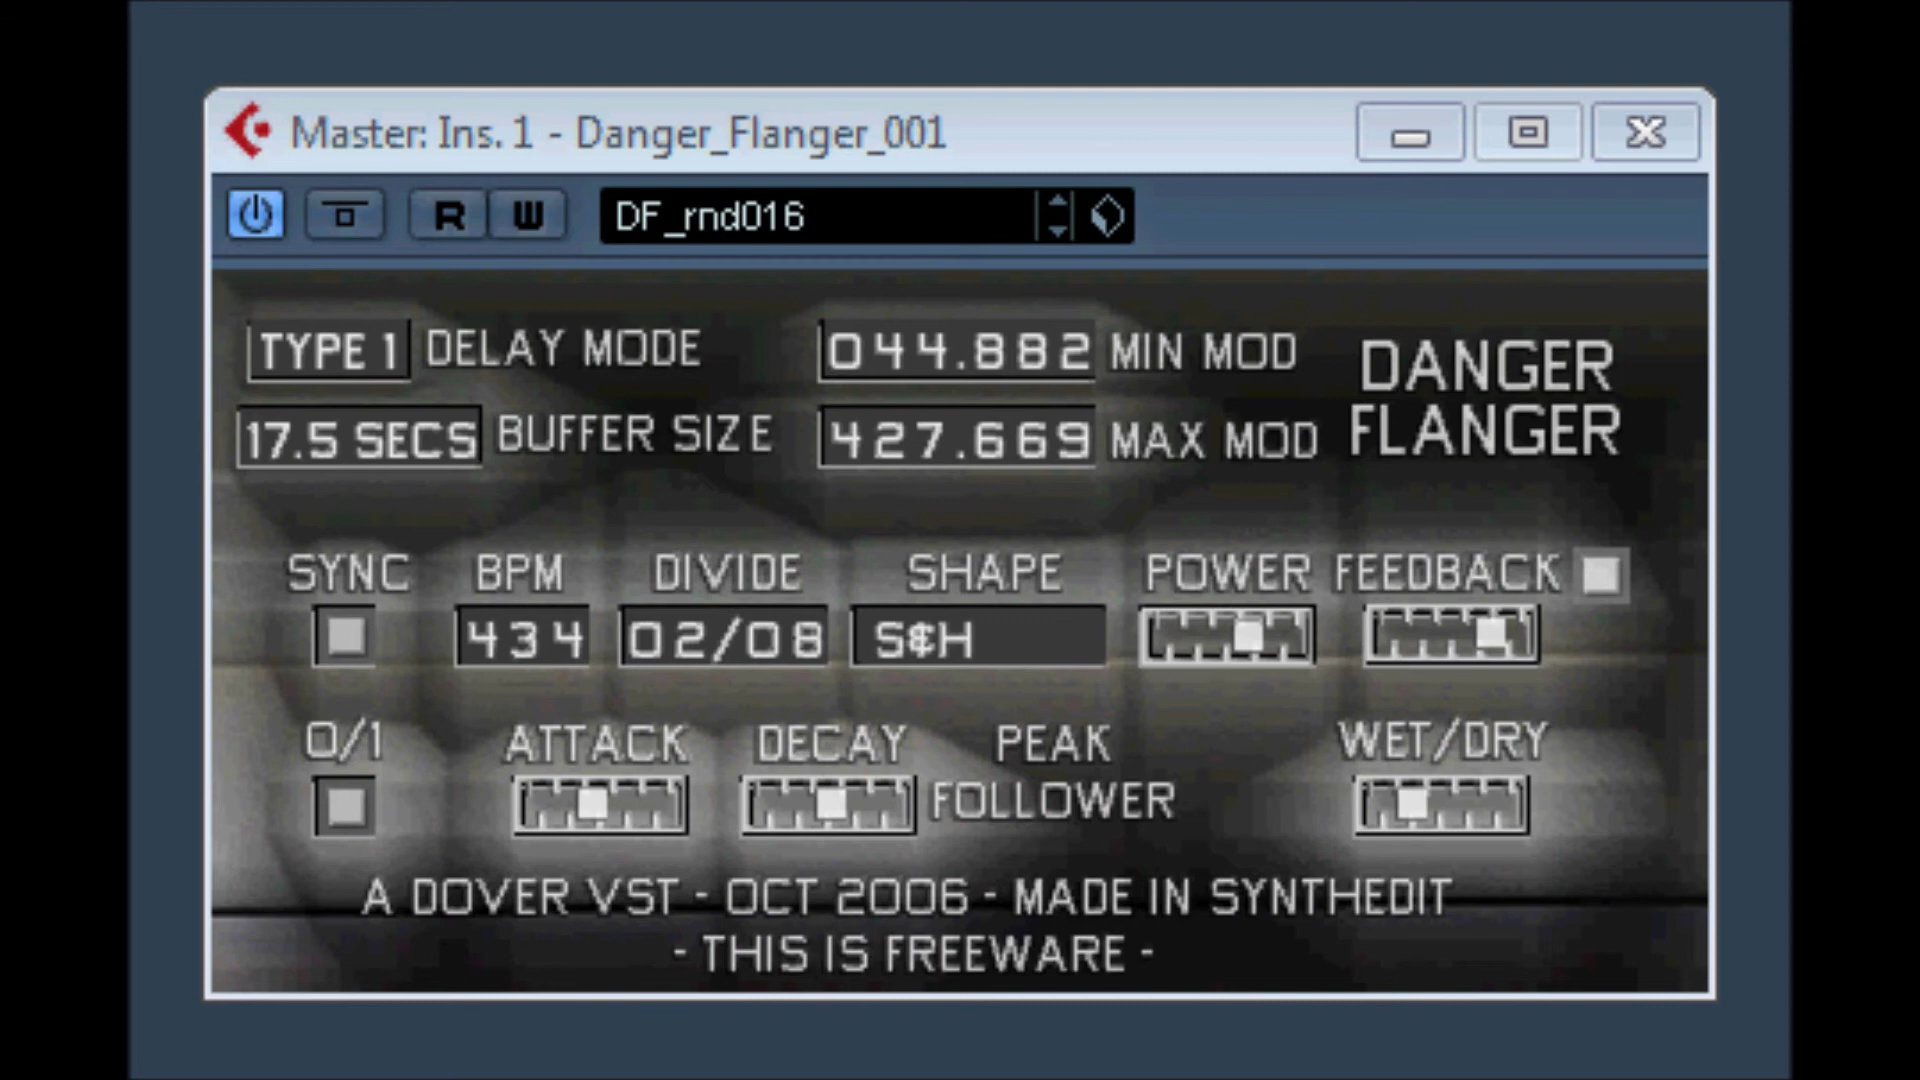 Master: Ins. 1 - Danger_Flanger_001
R W DF_rnd016
TYPE 1 DELAY MODE 044.882 MIN MOD DANGER
17.5 SECS BUFFER SIZE 427.669 MAX MOD FLANGER
SYNC BPM DIVIDE SHAPE POWER FEEDBACK
434 02/08 S¢H
0/1 ATTACK DECAY PEAK WET/DRY
FOLLOWER
A DOVER VST - OCT 2006 - MADE IN SYNTHEDIT
- THIS IS FREEWARE -